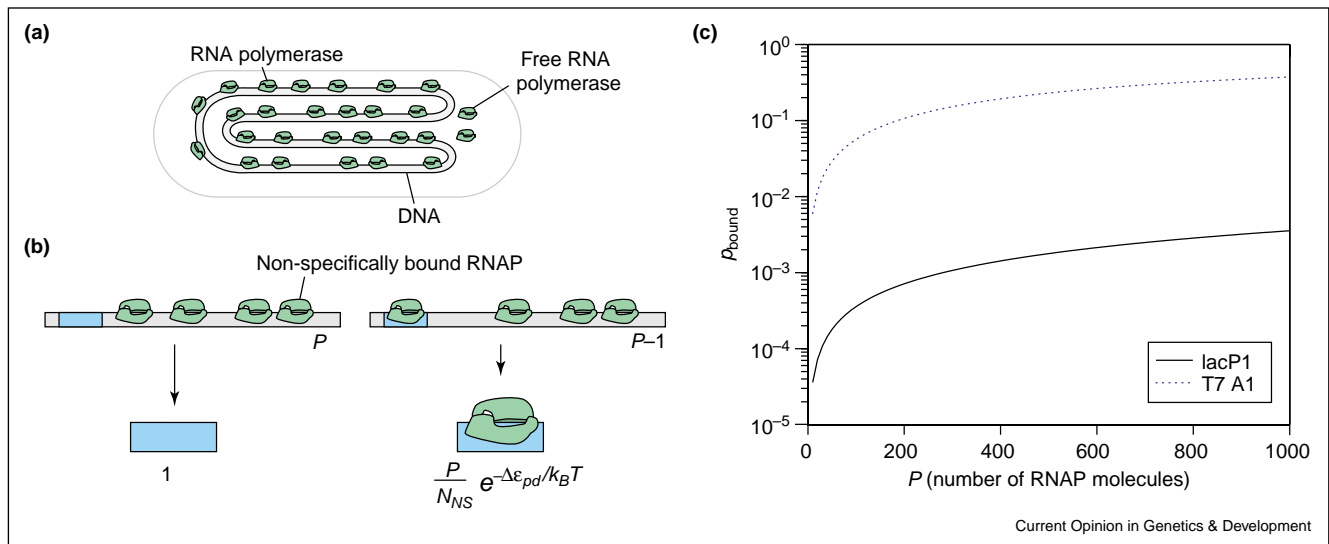 (a)
RNA polymerase
Free RNA
polymerase
DNA
(b)
Non-specifically bound RNAP
P
P–1
1
P
N_NS
e^–Δε_pd/k_BT
(c)
10^0
10^–1
10^–2
10^–3
10^–4
10^–5
p_bound
lacP1
T7 A1
0
200
400
600
800
1000
P (number of RNAP molecules)
Current Opinion in Genetics & Development